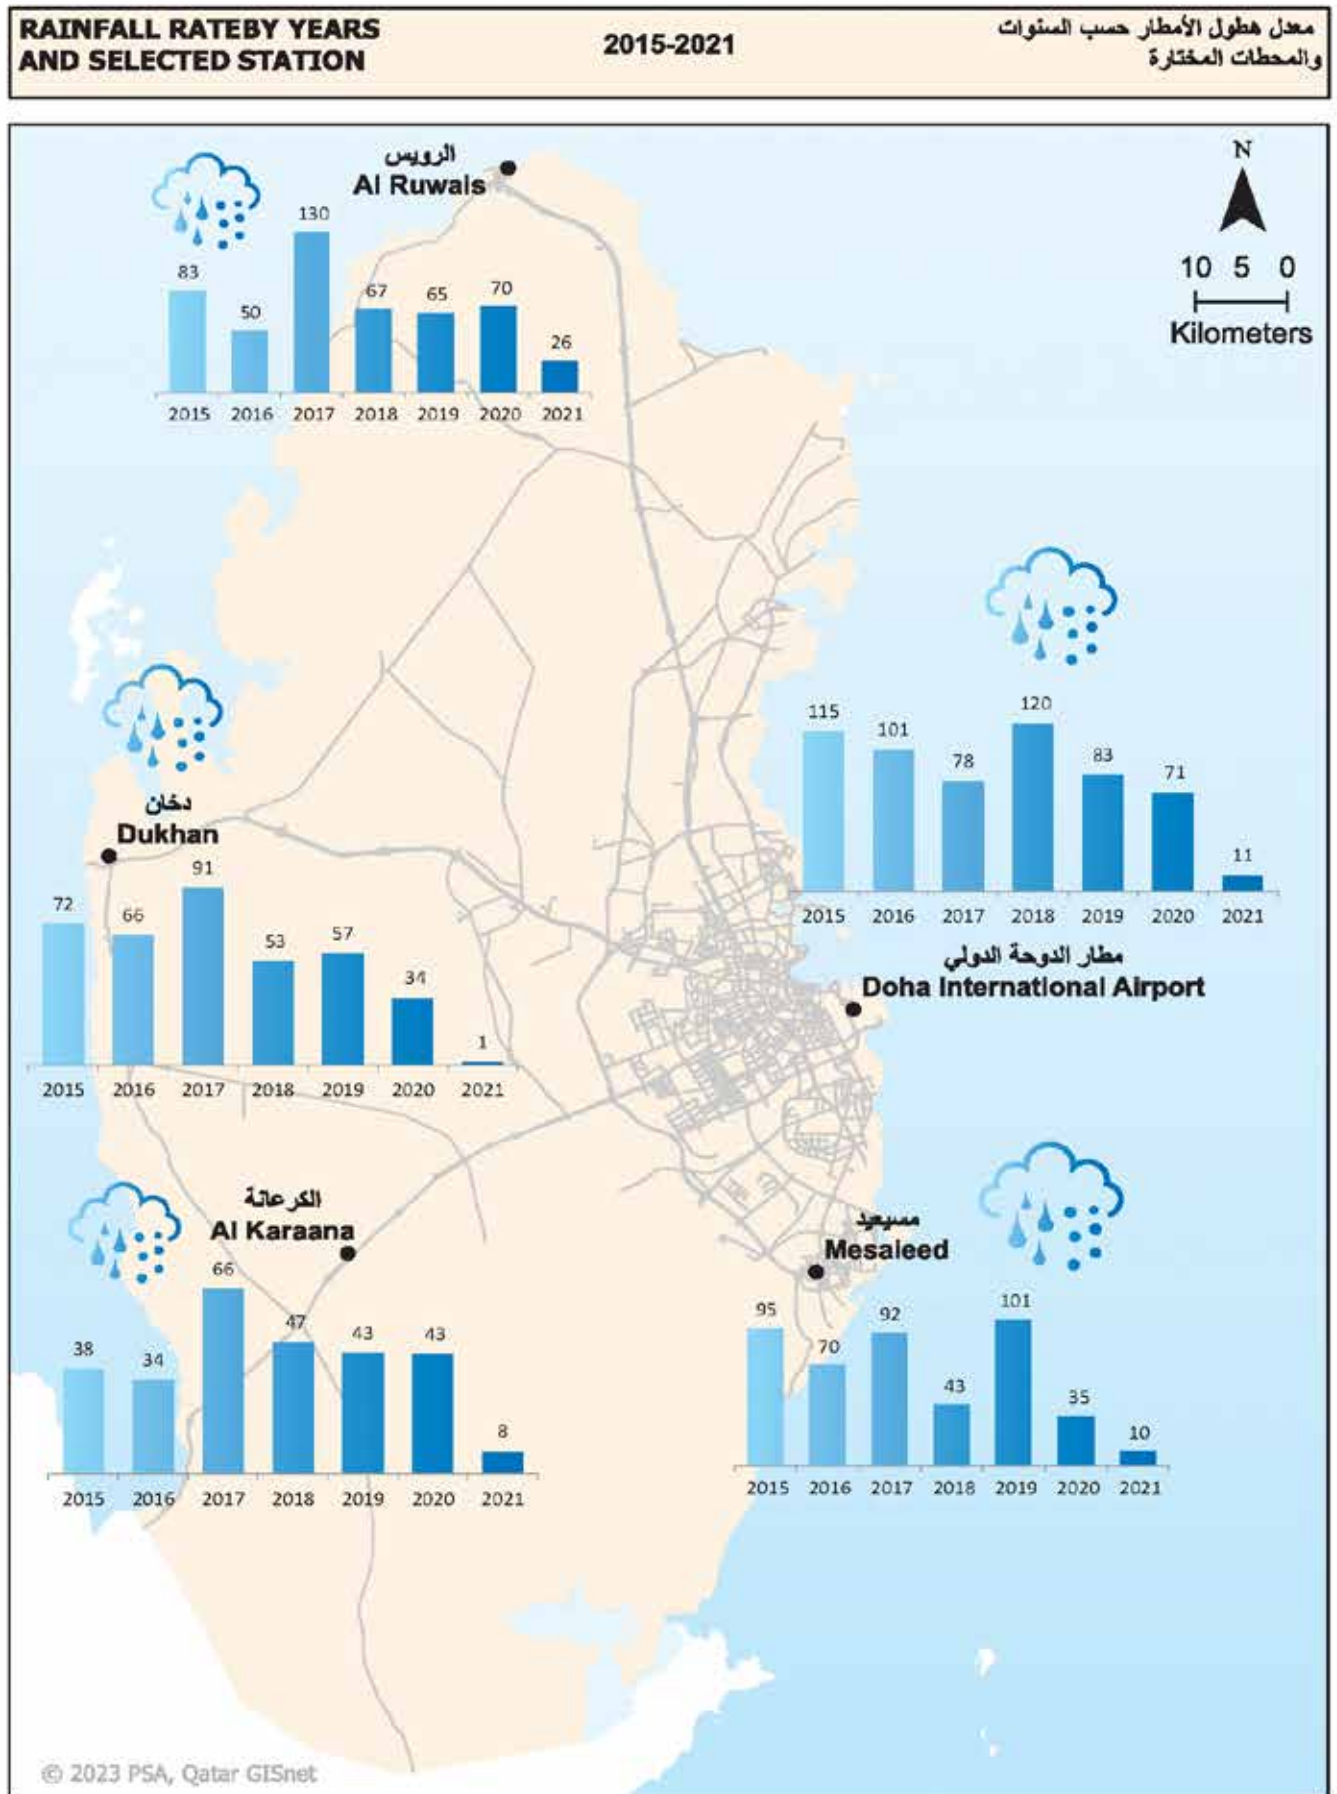 RAINFALL RATEBY YEARS
AND SELECTED STATION
2015-2021
معدل هطول الأمطار حسب السنوات
والمحطات المختارة
N
10 5 0
Kilometers
الرويس
Al Ruwais
83 50 130 67 65 70 26
2015 2016 2017 2018 2019 2020 2021
115 101 78 120 83 71 11
2015 2016 2017 2018 2019 2020 2021
مطار الدوحة الدولي
Doha International Airport
دخان
Dukhan
72 66 91 53 57 34 1
2015 2016 2017 2018 2019 2020 2021
الكرعانة
Al Karaana
38 34 66 47 43 43 8
2015 2016 2017 2018 2019 2020 2021
مسيعيد
Mesaieed
95 70 92 43 101 35 10
2015 2016 2017 2018 2019 2020 2021
© 2023 PSA, Qatar GISnet